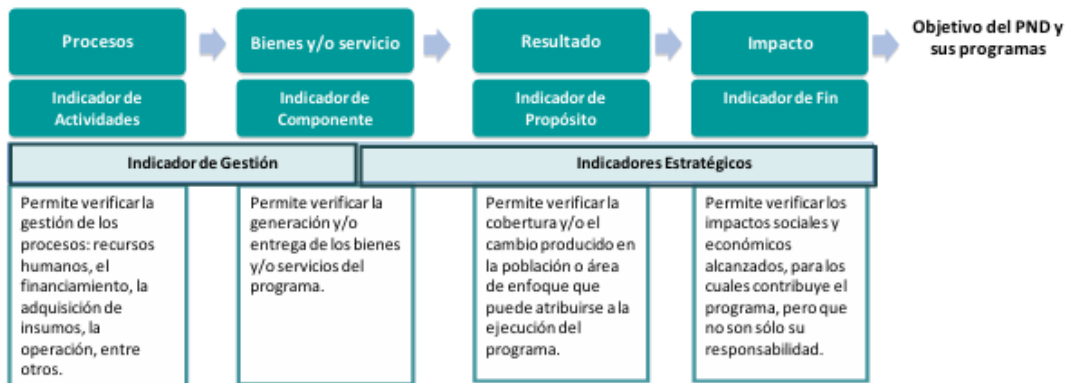 Procesos
Bienes y/o servicio
Resultado
Impacto
Objetivo del PND y
sus programas
Indicador de
Actividades
Indicador de
Componente
Indicador de
Propósito
Indicador de Fin
Indicador de Gestión
Indicadores Estratégicos
Permite verificar la
gestión de los
procesos: recursos
humanos, el
financiamiento, la
adquisición de
insumos, la
operación, entre
otros.
Permite verificar la
generación y/o
entrega de los bienes
y/o servicios del
programa.
Permite verificar la
cobertura y/o el
cambio producido en
la población o área
de enfoque que
puede atribuirse a la
ejecución del
programa.
Permite verificar los
impactos sociales y
económicos
alcanzados, para los
cuales contribuye el
programa, pero que
no son sólo su
responsabilidad.